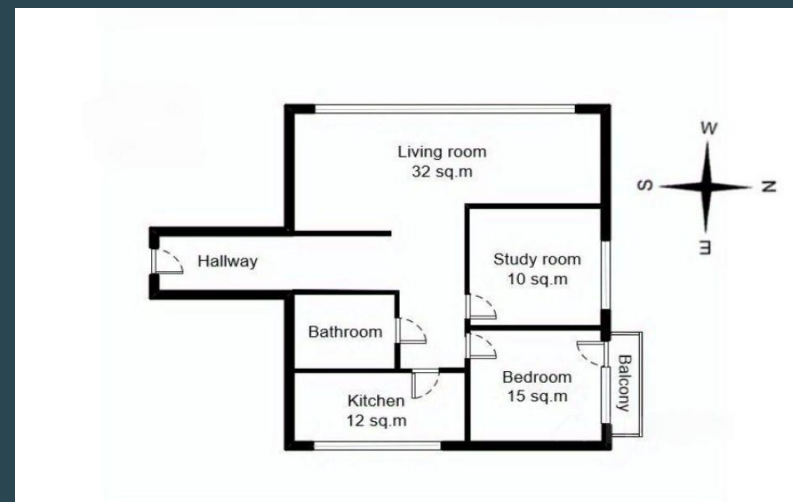 Living room
32 sq.m
W
S
N
E
Hallway
Study room
10 sq.m
Bathroom
Bedroom
15 sq.m
Balcony
Kitchen
12 sq.m